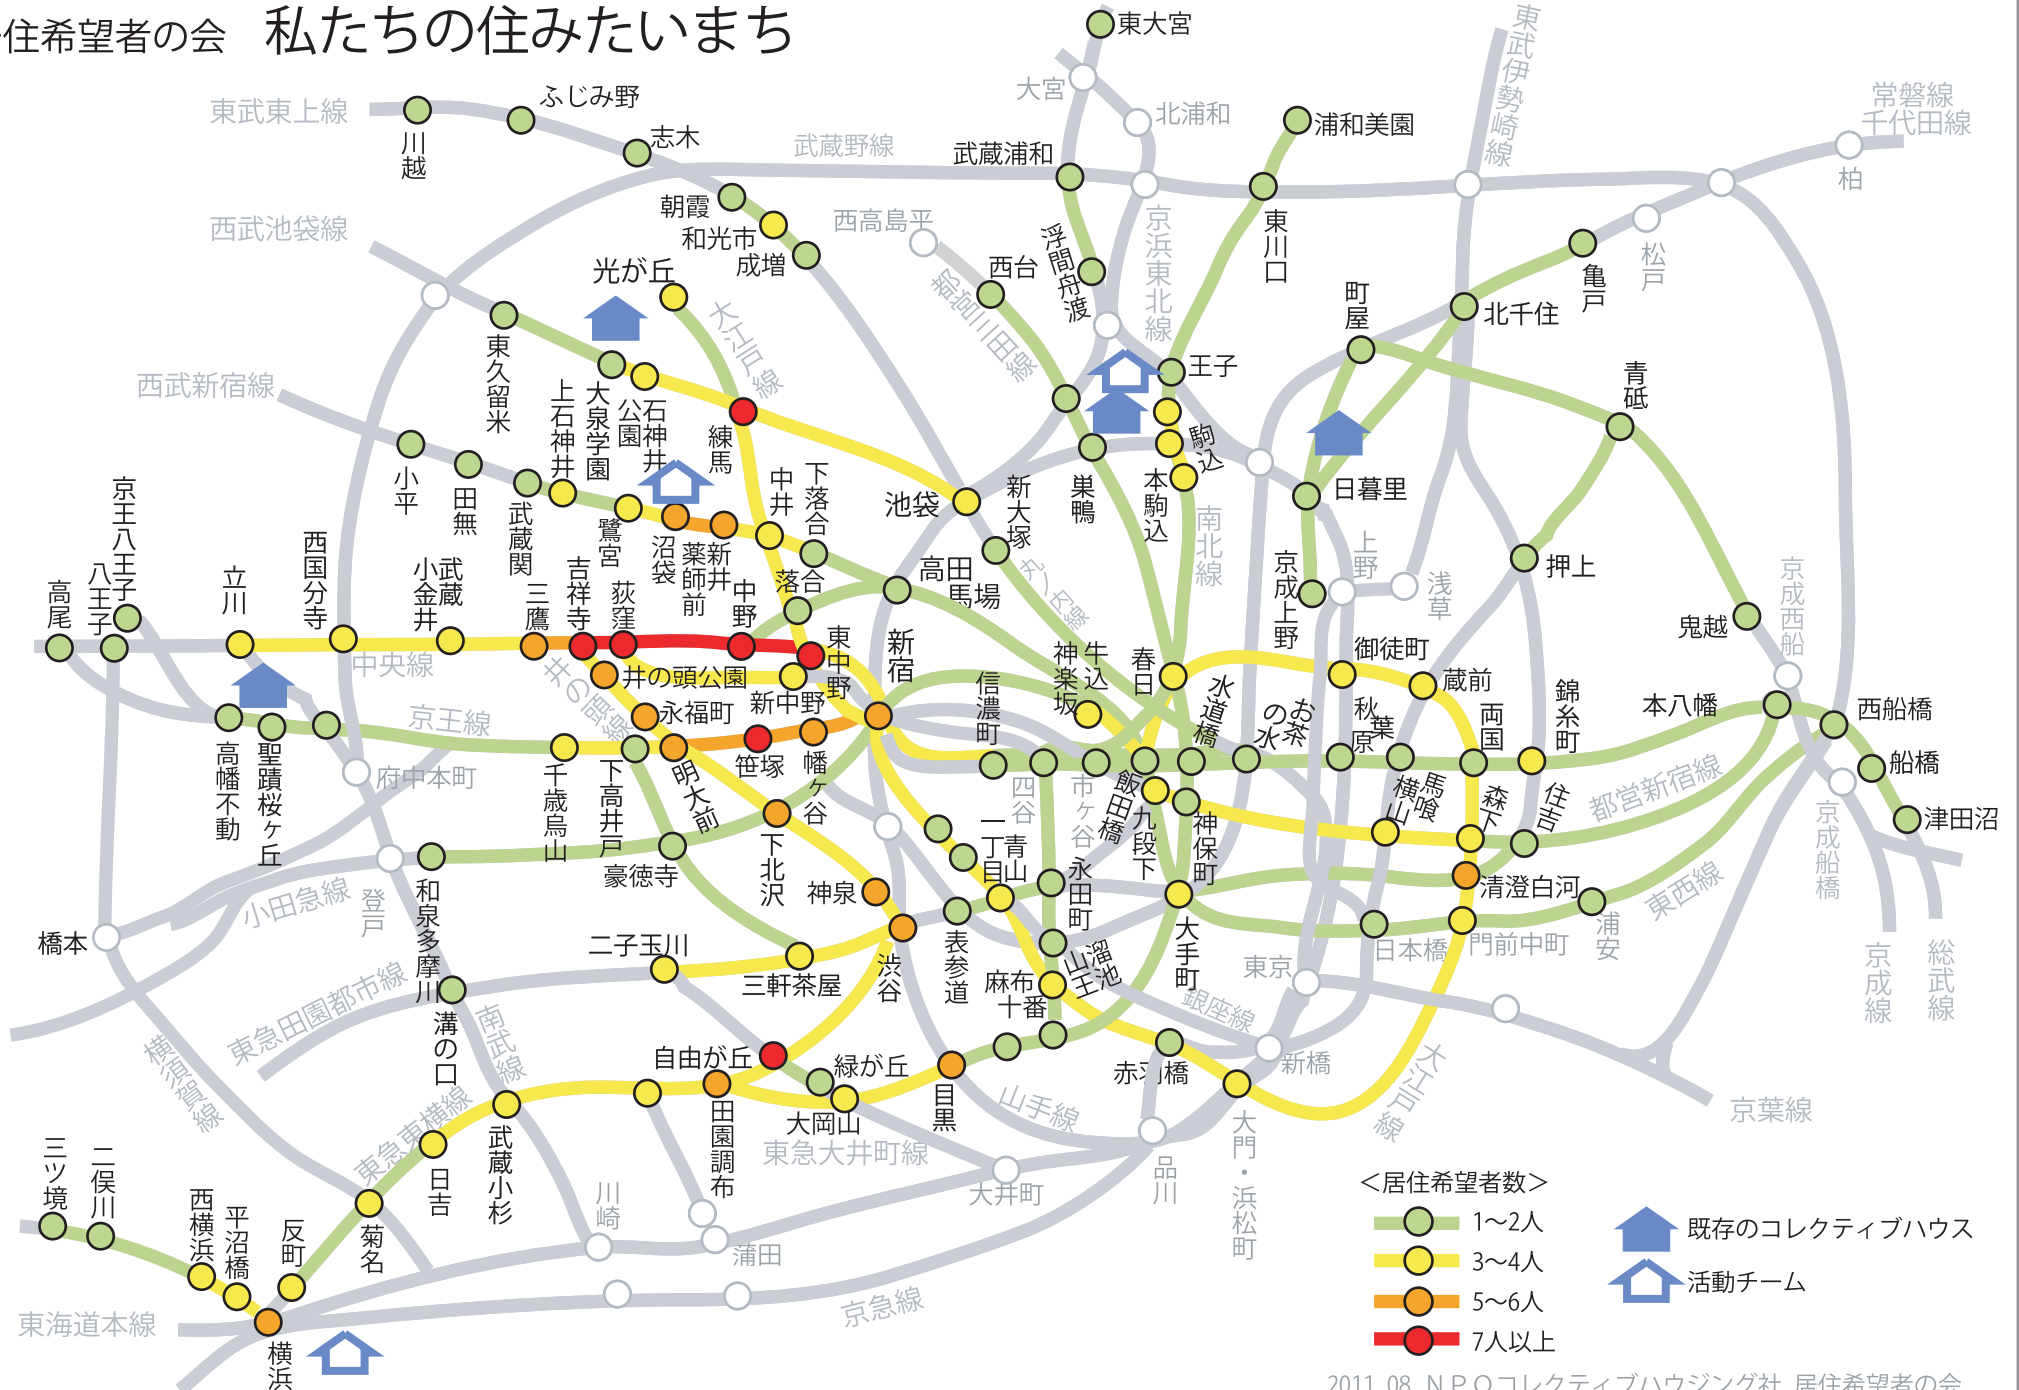 住希望者の会
私たちの住みたいまち
東大宮
大宮
北浦和
浦和美園
東武伊勢崎線
常磐線
千代田線
柏
東武東上線
川越
ふじみ野
志木
武蔵野線
武蔵浦和
朝霞
和光市
成増
西高島平
西武池袋線
光が丘
大江戸線
都営三田線
西台
浮間舟渡
京浜東北線
東川口
松戸
亀戸
北千住
町屋
王子
青砥
西武新宿線
東久留米
大泉学園
石神井
公園
上石神井
練馬
小平
田無
武蔵関
鷺宮
沼袋
新井
薬師前
中井
下落合
池袋
新大塚
巣鴨
駒込
本駒込
日暮里
南北線
京成上野
上野
浅草
押上
鬼越
京成西船
京王八王子
八王子
高尾
立川
西国分寺
武蔵
小金井
三鷹
吉祥寺
荻窪
中野
落合
高田
馬場
丸ノ内線
東中野
新宿
中央線
井の頭線
井の頭公園
新中野
永福町
京王線
信濃町
牛込
神楽坂
春日
水道橋
御徒町
蔵前
お茶
の水
秋葉
原
両国
錦糸町
本八幡
西船橋
船橋
津田沼
高幡不動
聖蹟桜ヶ丘
府中本町
千歳烏山
下高井戸
明大前
笹塚
幡ヶ谷
四谷
市ヶ谷
飯田橋
九段下
神保町
馬喰
横山
森下
住吉
都営新宿線
東西線
京成船橋
京成線
総武線
橋本
小田急線
登戸
和泉多摩川
豪徳寺
下北沢
神泉
青山
一丁目
永田町
清澄白河
浦安
門前中町
日本橋
東京
大手町
溜池
山王
麻布
十番
表参道
渋谷
二子玉川
三軒茶屋
東急田園都市線
溝の口
南武線
横須賀線
東急東横線
自由が丘
緑が丘
大岡山
田園調布
東急大井町線
目黒
山手線
赤羽橋
銀座線
新橋
大門・浜松町
大江戸線
京葉線
品川
大井町
蒲田
川崎
武蔵小杉
日吉
菊名
三ツ境
二俣川
西横浜
平沼橋
反町
横浜
東海道本線
京急線
＜居住希望者数＞
1〜2人
3〜4人
5〜6人
7人以上
既存のコレクティブハウス
活動チーム
2011.08 NPOコレクティブハウジング社 居住希望者の会